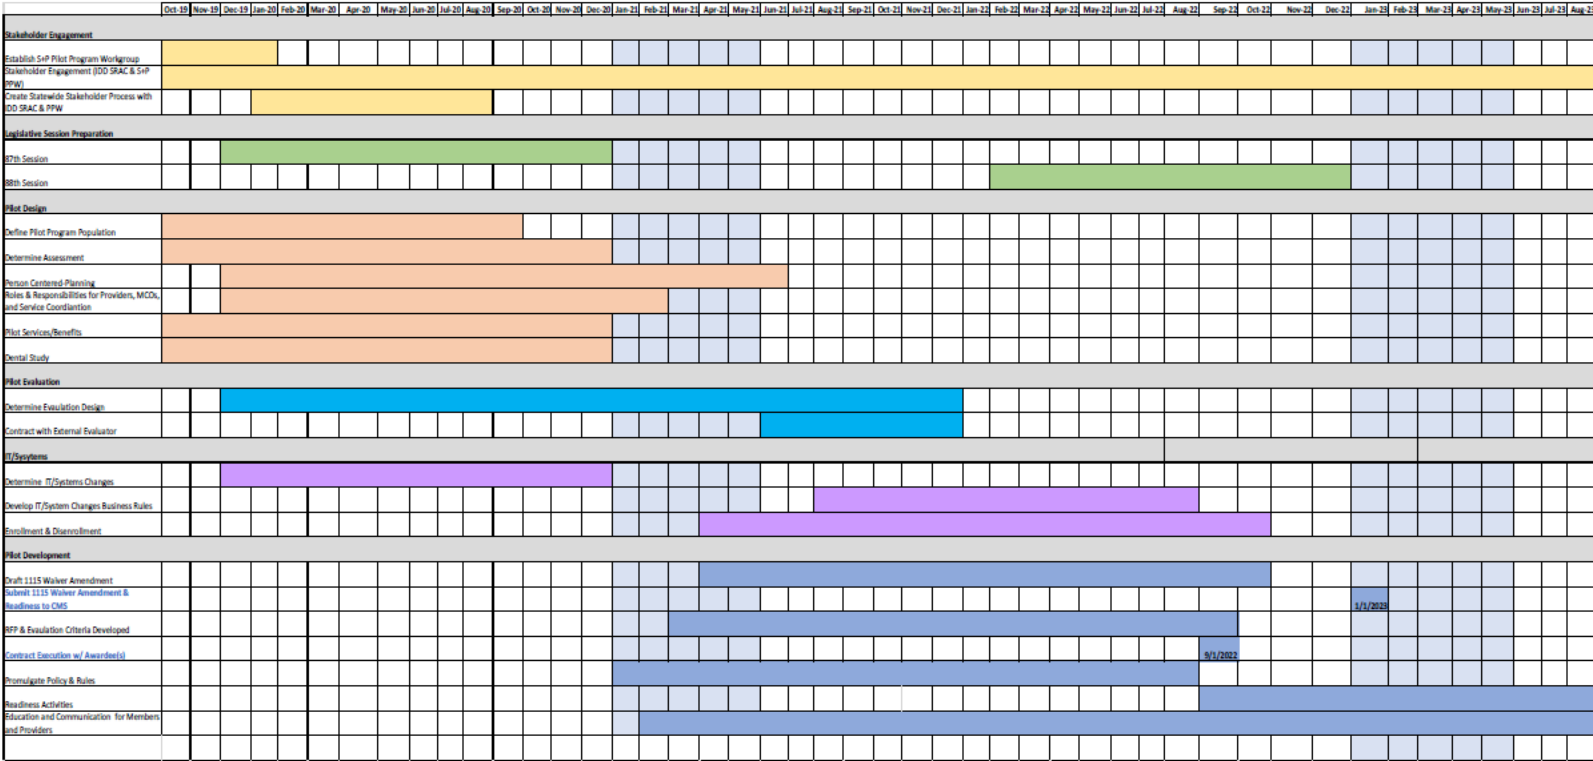 Oct-19 Nov-19 Dec-19 Jan-20 Feb-20 Mar-20 Apr-20 May-20 Jun-20 Jul-20 Aug-20 Sep-20 Oct-20 Nov-20 Dec-20 Jan-21 Feb-21 Mar-21 Apr-21 May-21 Jun-21 Jul-21 Aug-21 Sep-21 Oct-21 Nov-21 Dec-21 Jan-22 Feb-22 Mar-22 Apr-22 May-22 Jun-22 Jul-22 Aug-22 Sep-22 Oct-22 Nov-22 Dec-22 Jan-23 Feb-23 Mar-23 Apr-23 May-23 Jun-23 Jul-23 Aug-23
Stakeholder Engagement
Establish S+P Pilot Program Workgroup
Stakeholder Engagement (IDD SRAC & S+P
PPW)
Create Statewide Stakeholder Process with
IDD SRAC & PPW
Legislative Session Preparation
87th Session
88th Session
Pilot Design
Define Pilot Program Population
Determine Assessment
Person Centered-Planning
Roles & Responsibilities for Providers, MCOs,
and Service Coordiantion
Pilot Services/Benefits
Dental Study
Pilot Evaluation
Determine Evaulation Design
Contract with External Evaluator
IT/Sysytems
Determine IT/Systems Changes
Develop IT/System Changes Business Rules
Enrollment & Disenrollment
Pilot Development
Draft 1115 Waiver Amendment
Submit 1115 Waiver Amendment &
Readiness to CMS
1/1/2023
RFP & Evaulation Criteria Developed
Contract Execution w/ Awardee(s)
9/1/2022
Promulgate Policy & Rules
Readiness Activities
Education and Communication for Members
and Providers